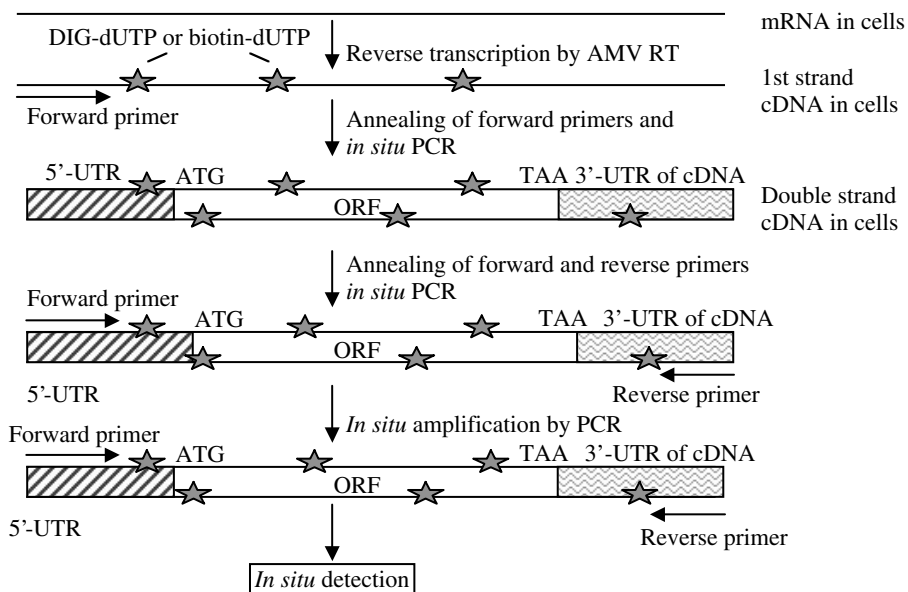 mRNA in cells
DIG-dUTP or biotin-dUTP
Reverse transcription by AMV RT
1st strand
cDNA in cells
Forward primer
Annealing of forward primers and
in situ PCR
5’-UTR
ATG
TAA 3’-UTR of cDNA
ORF
Double strand
cDNA in cells
Annealing of forward and reverse primers
in situ PCR
Forward primer
ATG
TAA 3’-UTR of cDNA
ORF
5’-UTR
Reverse primer
In situ amplification by PCR
Forward primer
ATG
TAA 3’-UTR of cDNA
ORF
5’-UTR
Reverse primer
In situ detection